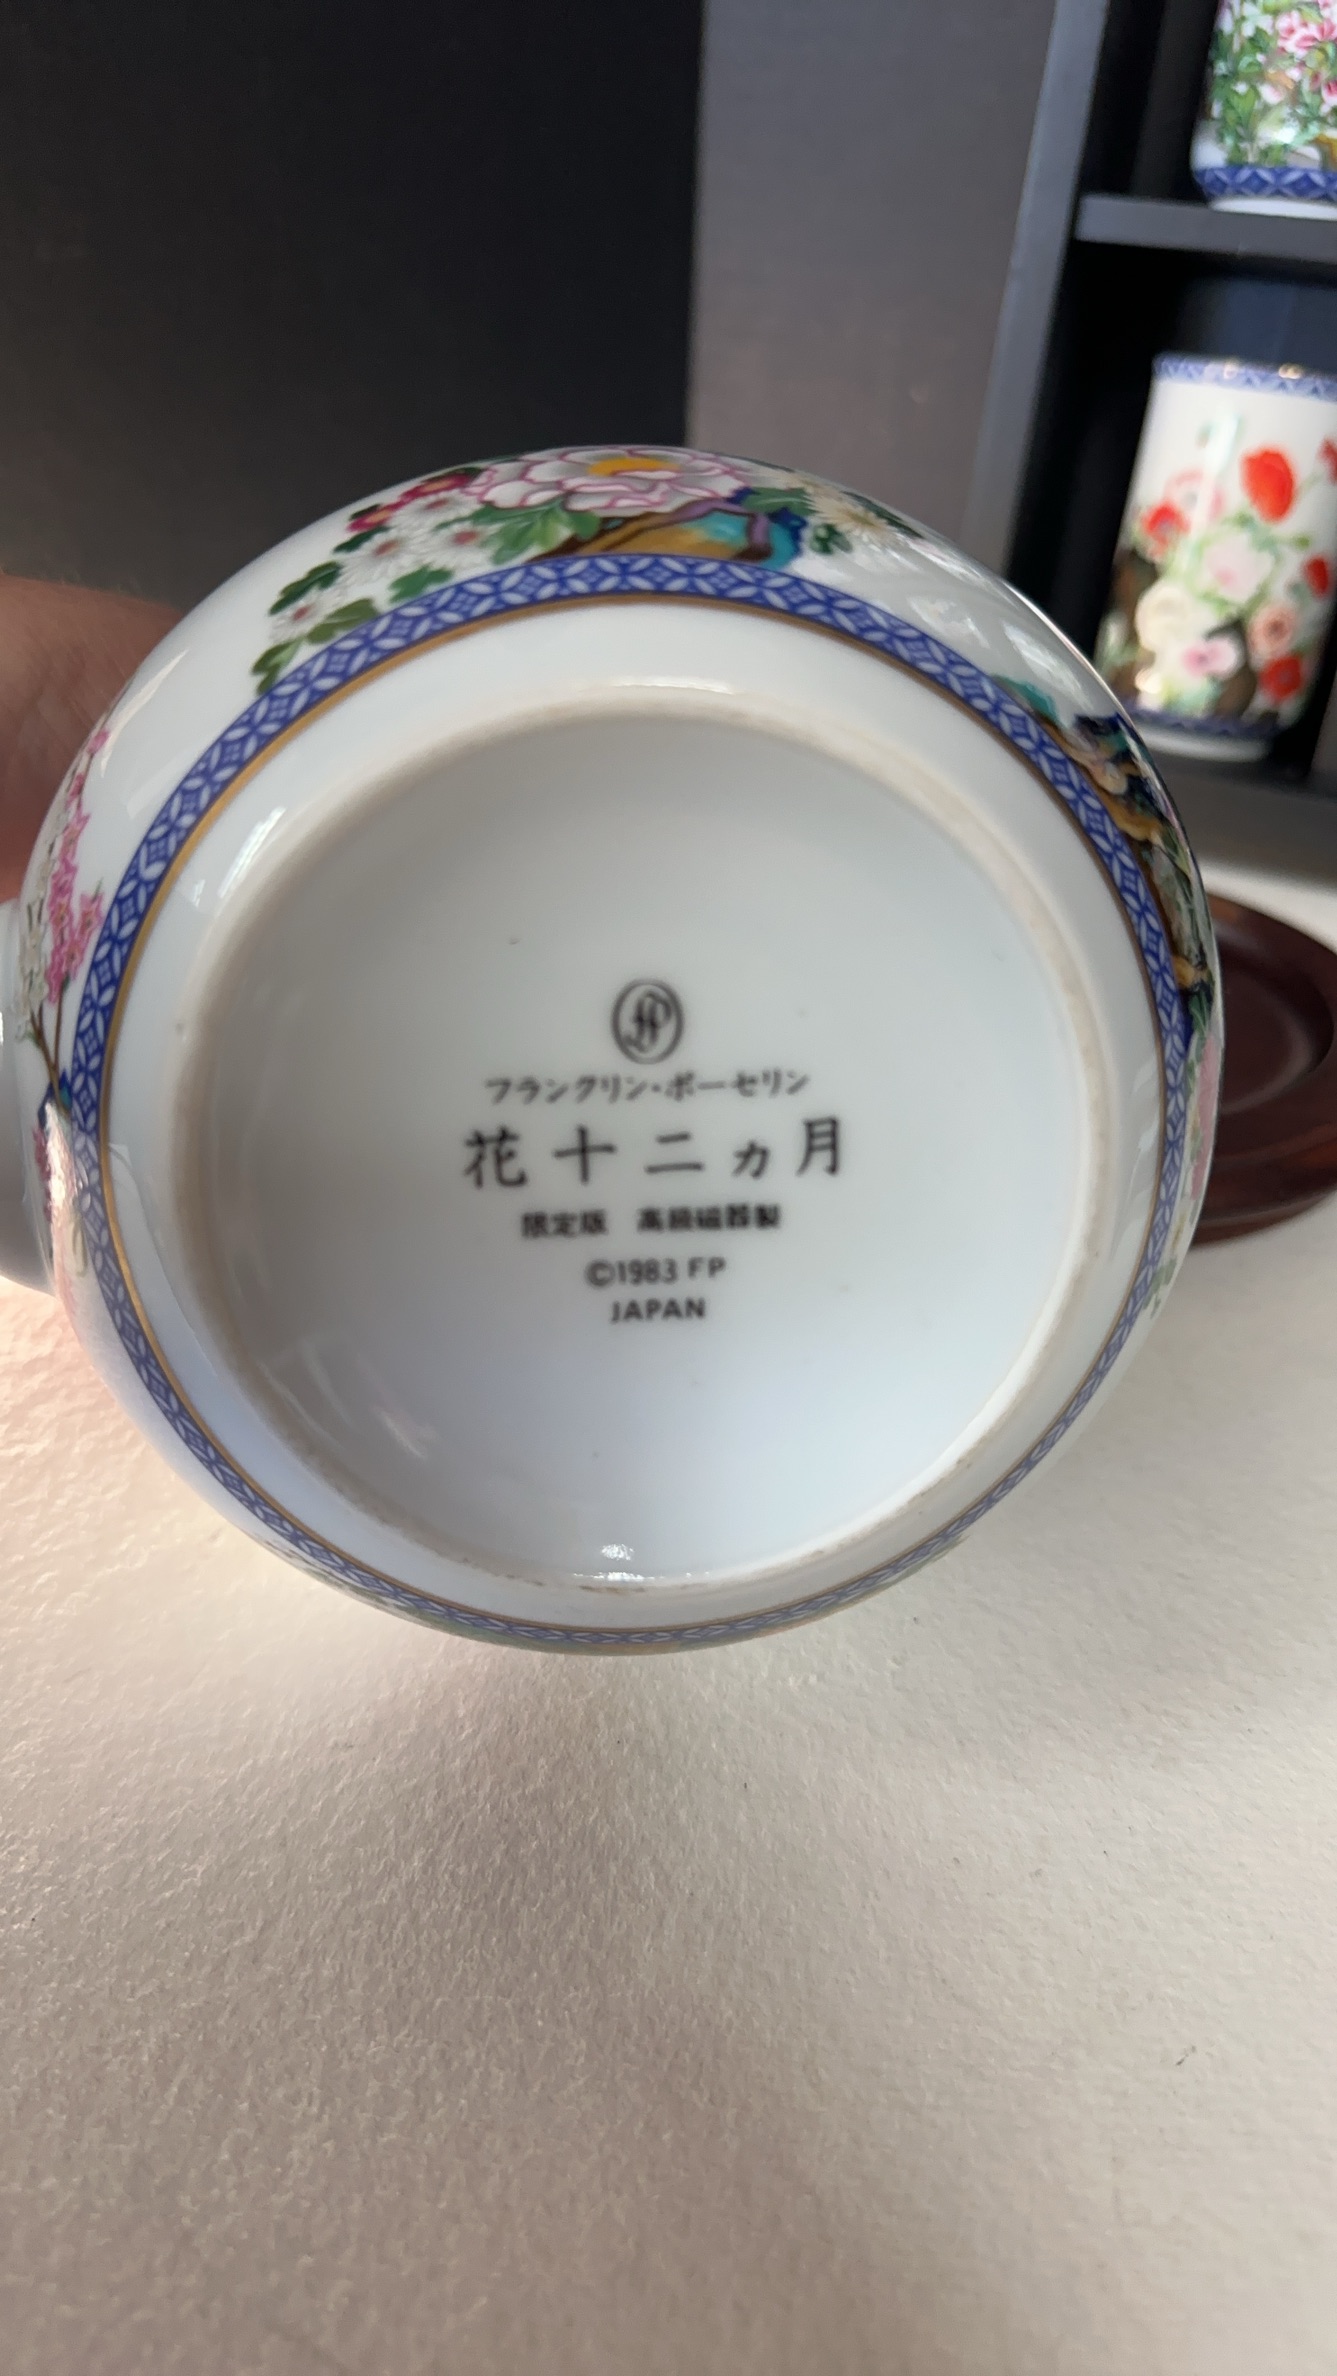 FP
フランクリン・ポーセリン
花十二ヵ月
限定版　高級磁器製
©1983 FP
JAPAN